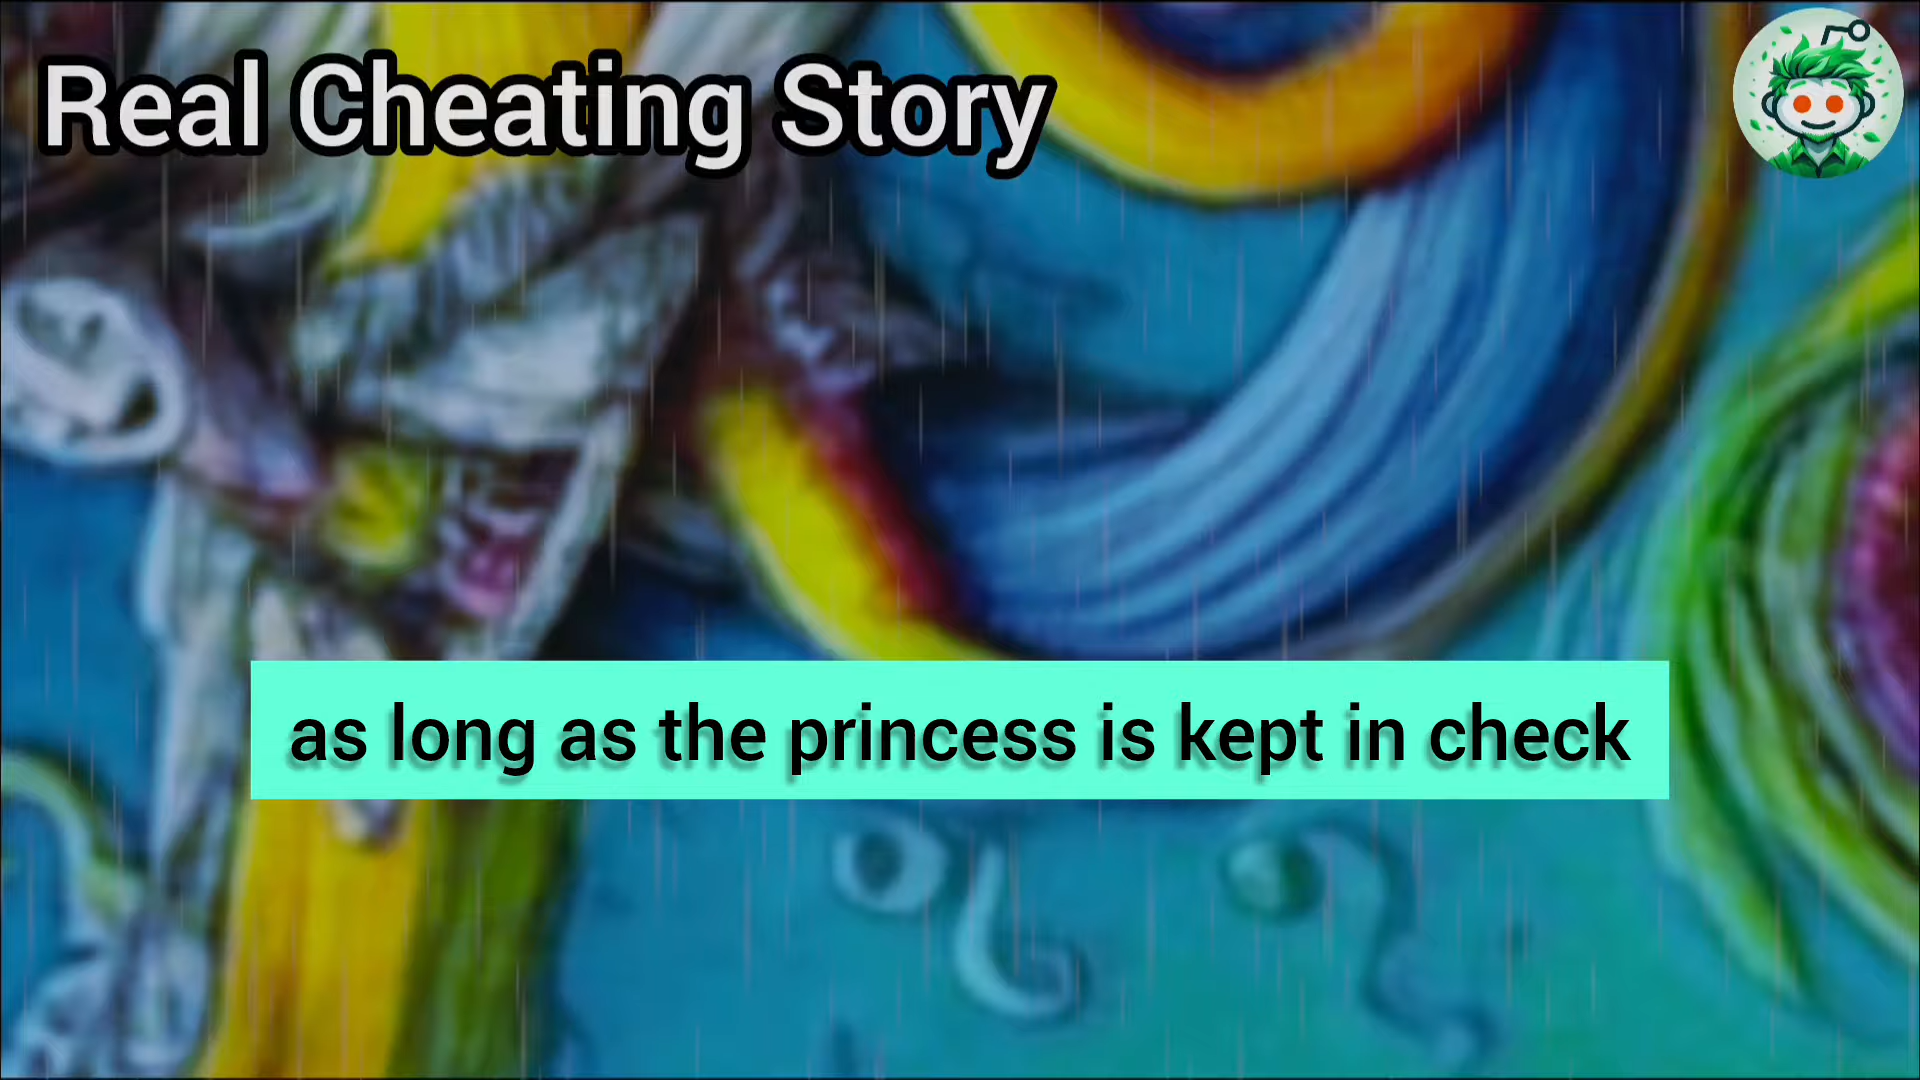 Real Cheating Story
as long as the princess is kept in check